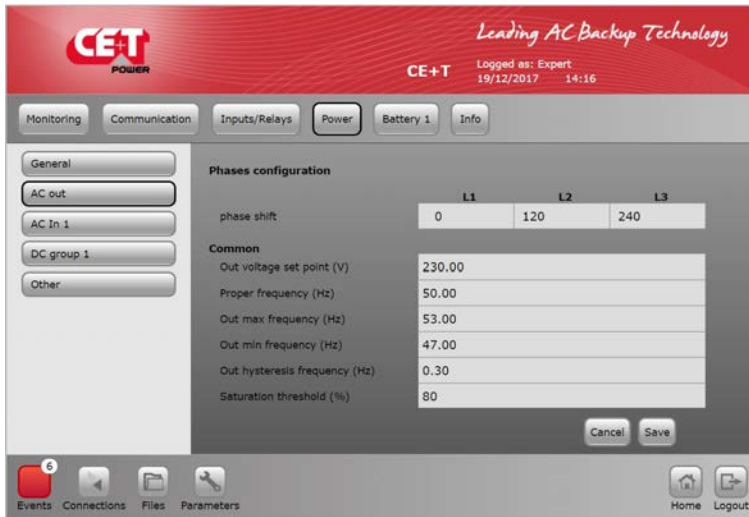 Leading AC Backup Technology
CE+T
POWER
CE+T
Logged as: Expert
19/12/2017 14:16
Monitoring Communication Inputs/Relays Power Battery 1 Info
General
AC out
AC In 1
DC group 1
Other
Phases configuration
L1 L2 L3
phase shift 0 120 240
Common
Out voltage set point (V) 230.00
Proper frequency (Hz) 50.00
Out max frequency (Hz) 53.00
Out min frequency (Hz) 47.00
Out hysteresis frequency (Hz) 0.30
Saturation threshold (%) 80
Cancel Save
6
Events Connections Files Parameters Home Logout